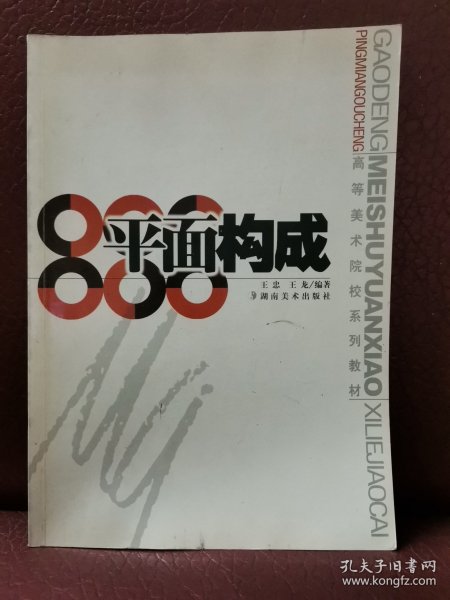 GAODENG MEISHUYUANXIAO XILIEJIAOCAI
PINGMIANGOUCHENG
高等美术院校系列教材
平面构成
王忠 王龙/编著
湖南美术出版社
孔夫子旧书网
www.kongfz.com